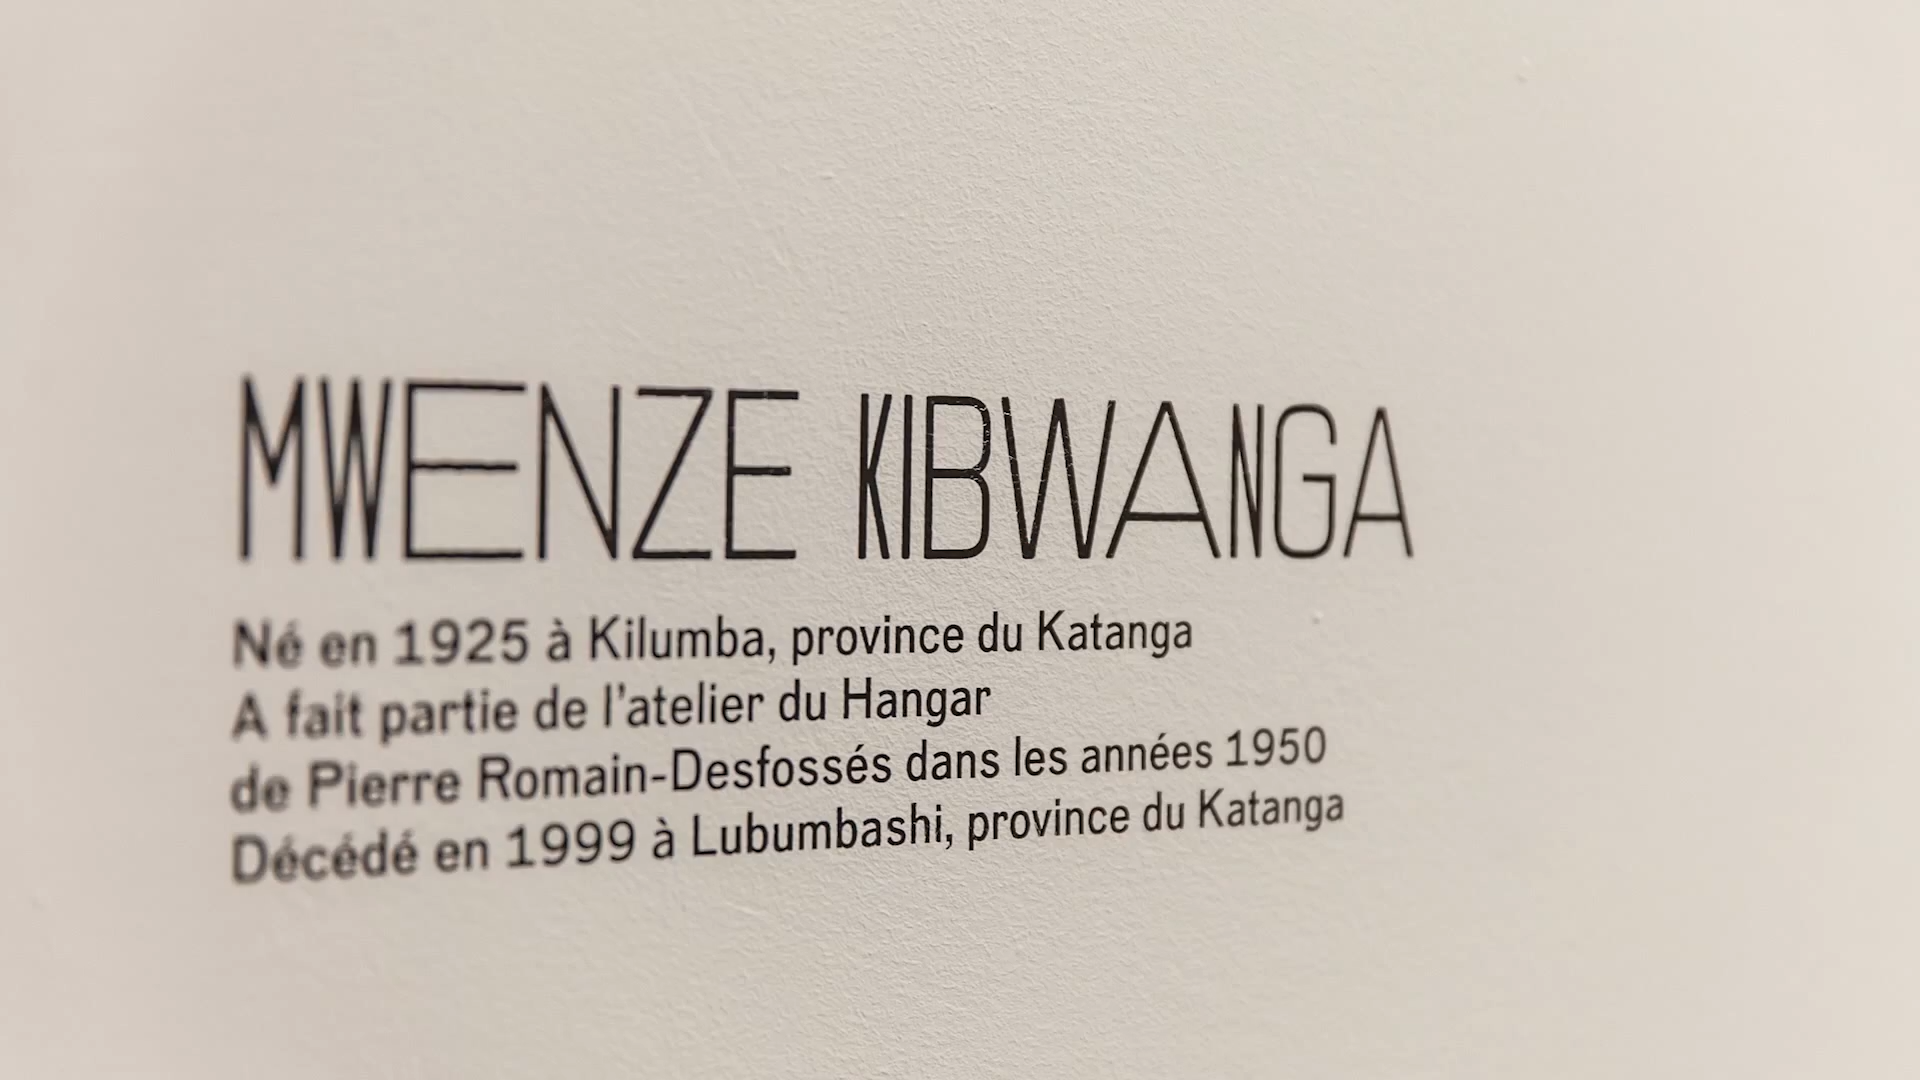 MWENZE KIBWANGA
Né en 1925 à Kilumba, province du Katanga
A fait partie de l'atelier du Hangar
de Pierre Romain-Desfossés dans les années 1950
Décédé en 1999 à Lubumbashi, province du Katanga